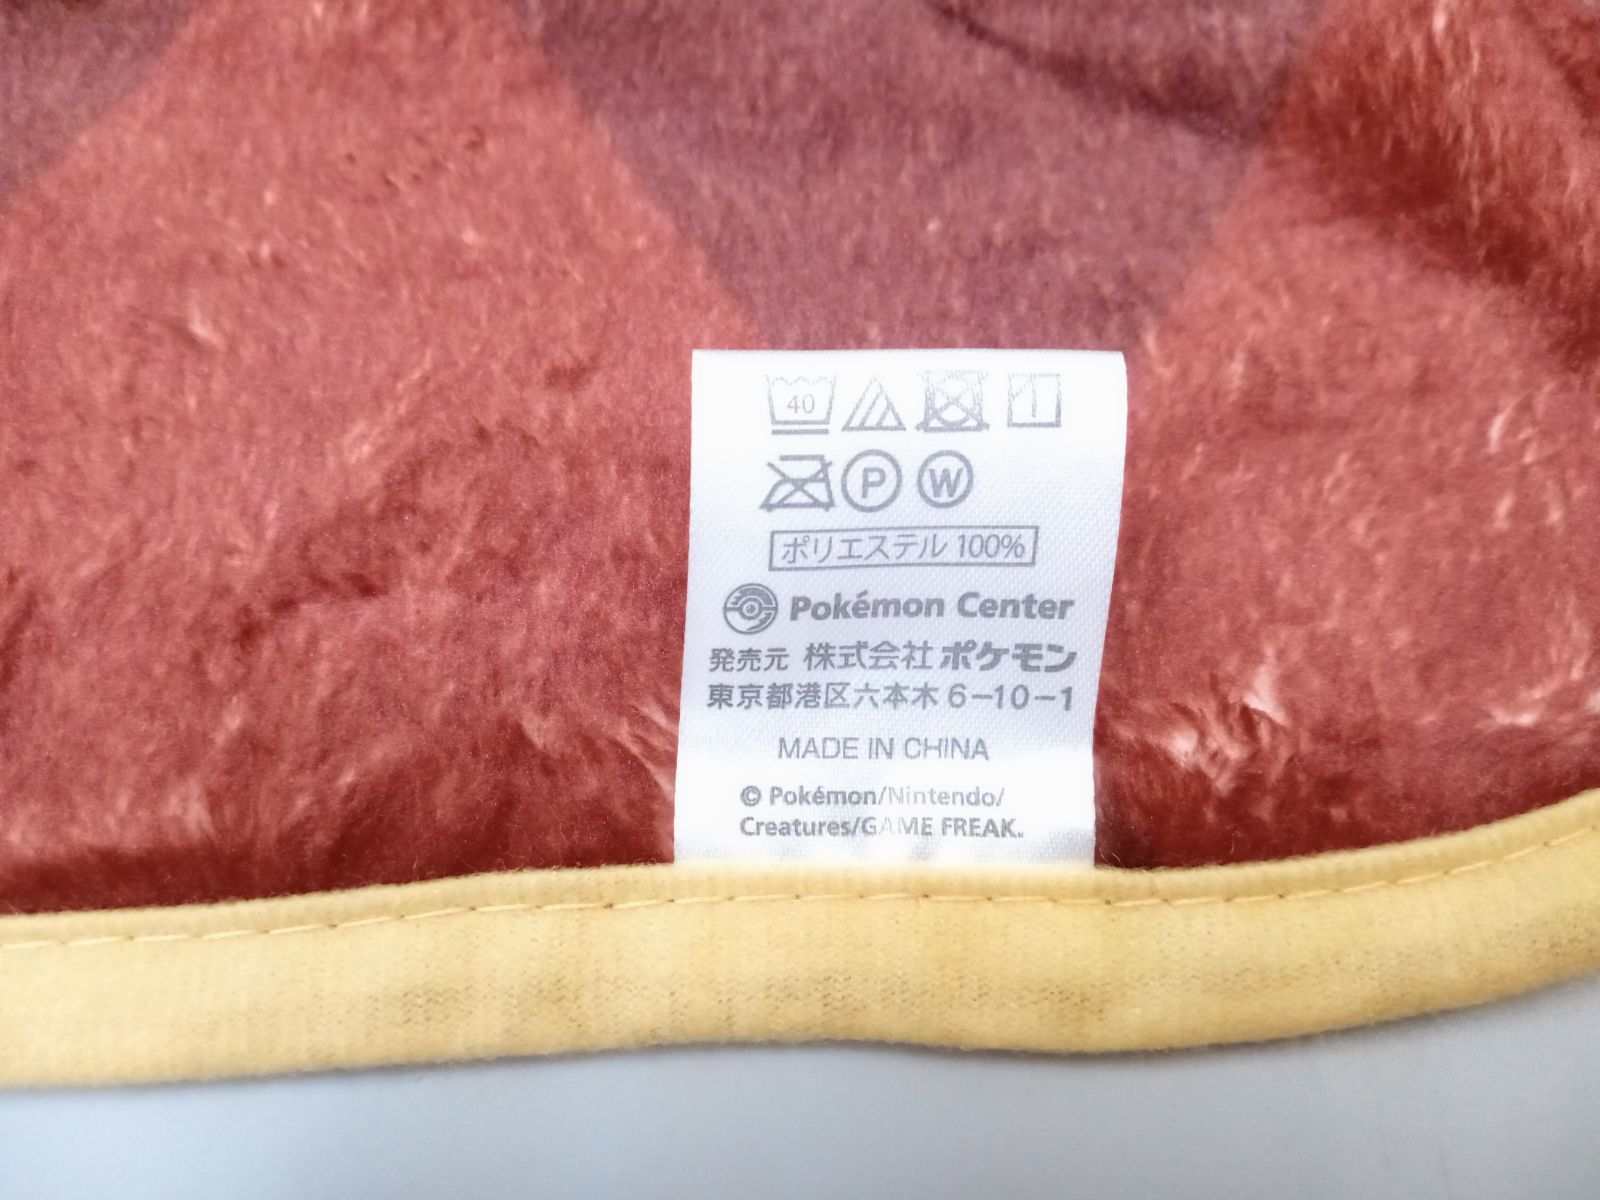 40
P W
ポリエステル 100%
Pokémon Center
発売元 株式会社ポケモン
東京都港区六本木6-10-1
MADE IN CHINA
© Pokémon/Nintendo/
Creatures/GAME FREAK.